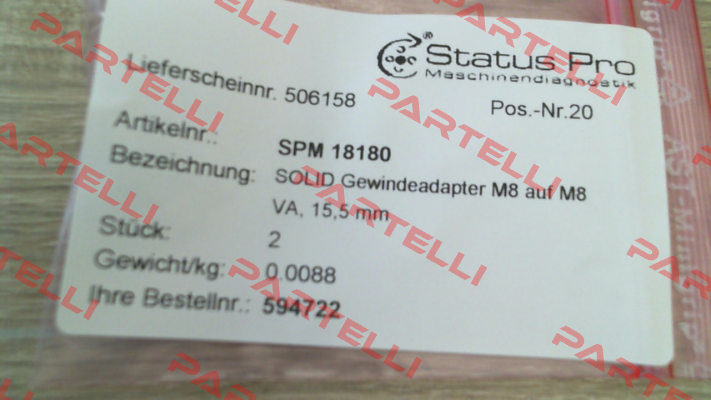 Status Pro®
Maschinendiagnostik
Lieferscheinnr. 506158
Pos.-Nr.20
Artikelnr.: SPM 18180
Bezeichnung: SOLID Gewindeadapter M8 auf M8
VA, 15,5 mm
Stück: 2
Gewicht/kg: 0,0088
Ihre Bestellnr.: 594722
PARTELLI
PARTELLI
PARTELLI
PARTELLI
PARTELLI
PARTELLI
PARTELLI
PARTELLI
PARTELLI